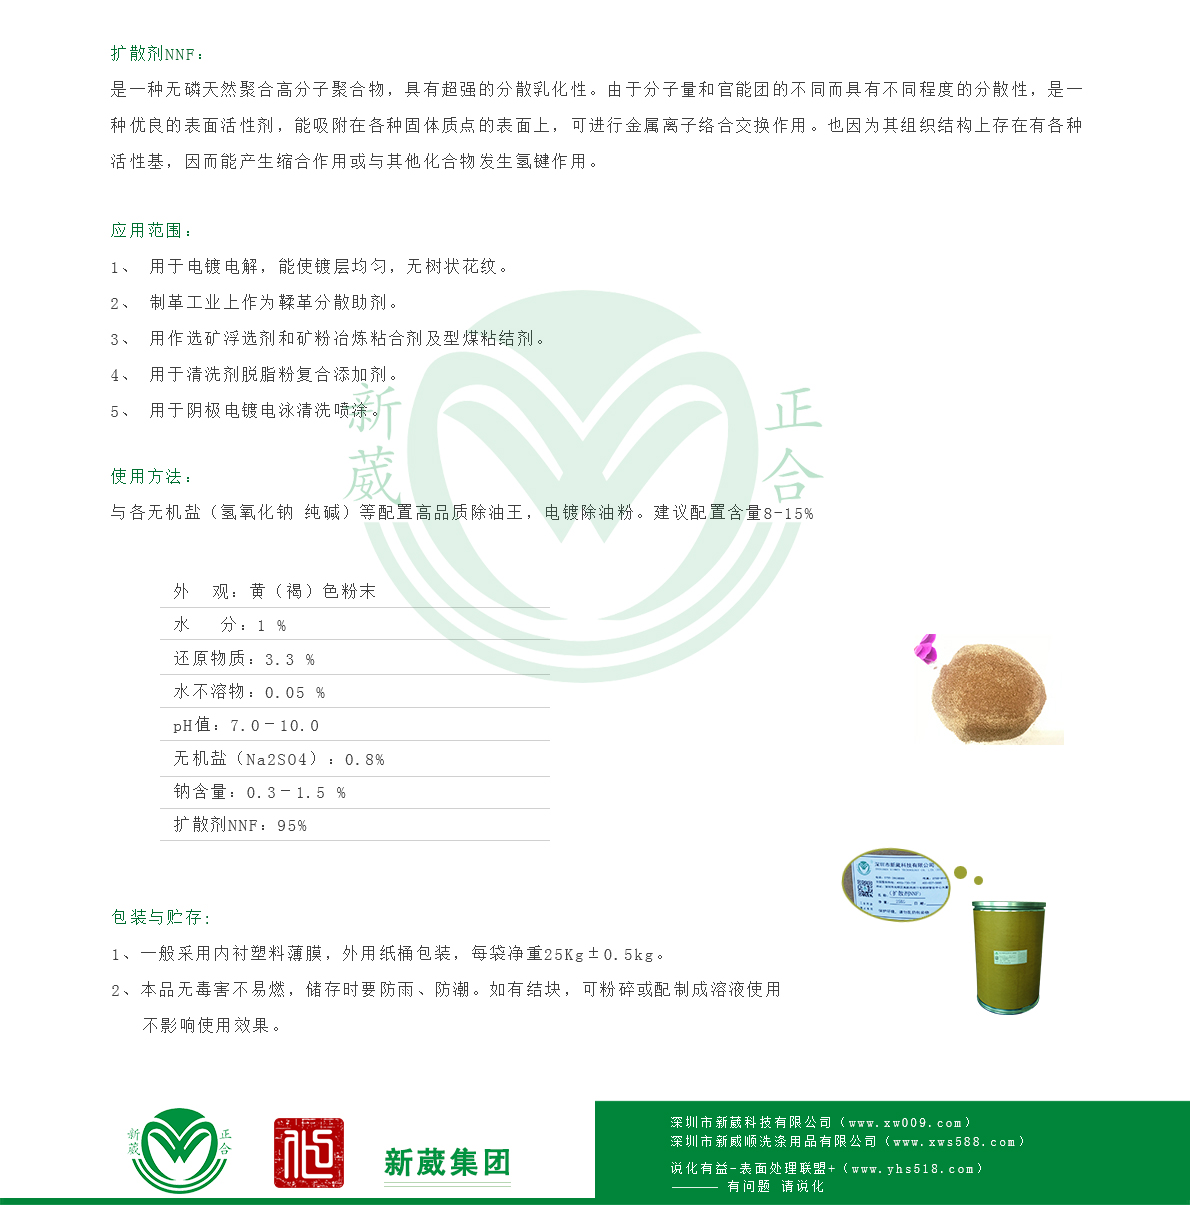 扩散剂NNF：
是一种无磷天然聚合高分子聚合物，具有超强的分散乳化性。由于分子量和官能团的不同而具有不同程度的分散性，是一
种优良的表面活性剂，能吸附在各种固体质点的表面上，可进行金属离子络合交换作用。也因为其组织结构上存在有各种
活性基，因而能产生缩合作用或与其他化合物发生氢键作用。
应用范围：
1、 用于电镀电解，能使镀层均匀，无树状花纹。
2、 制革工业上作为鞣革分散助剂。
3、 用作选矿浮选剂和矿粉冶炼粘合剂及型煤粘结剂。
4、 用于清洗剂脱脂粉复合添加剂。
5、 用于阴极电镀电泳清洗喷涂。
新葳
正合
使用方法：
与各无机盐（氢氧化钠 纯碱）等配置高品质除油王，电镀除油粉。建议配置含量8-15%
外 观：黄（褐）色粉末
水 分：1 %
还原物质：3.3 %
水不溶物：0.05 %
pH值：7.0－10.0
无机盐（Na2SO4）：0.8%
钠含量：0.3－1.5 %
扩散剂NNF：95%
深圳市新葳科技有限公司
（扩散剂NNF）
包装与贮存:
1、一般采用内衬塑料薄膜，外用纸桶包装，每袋净重25Kg±0.5kg。
2、本品无毒害不易燃，储存时要防雨、防潮。如有结块，可粉碎或配制成溶液使用
不影响使用效果。
新葳
正合
新葳集团
深圳市新葳科技有限公司（www.xw009.com）
深圳市新威顺洗涤用品有限公司（www.xws588.com）
说化有益-表面处理联盟+（www.yhs518.com）
有问题 请说化